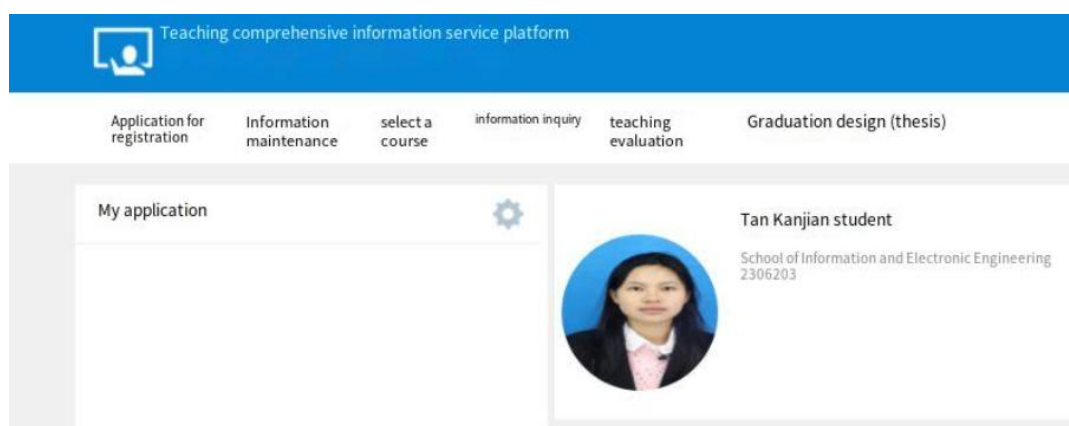 Teaching comprehensive information service platform
Application for
registration
Information
maintenance
select a
course
information inquiry
teaching
evaluation
Graduation design (thesis)
My application
Tan Kanjian student
School of Information and Electronic Engineering
2306203